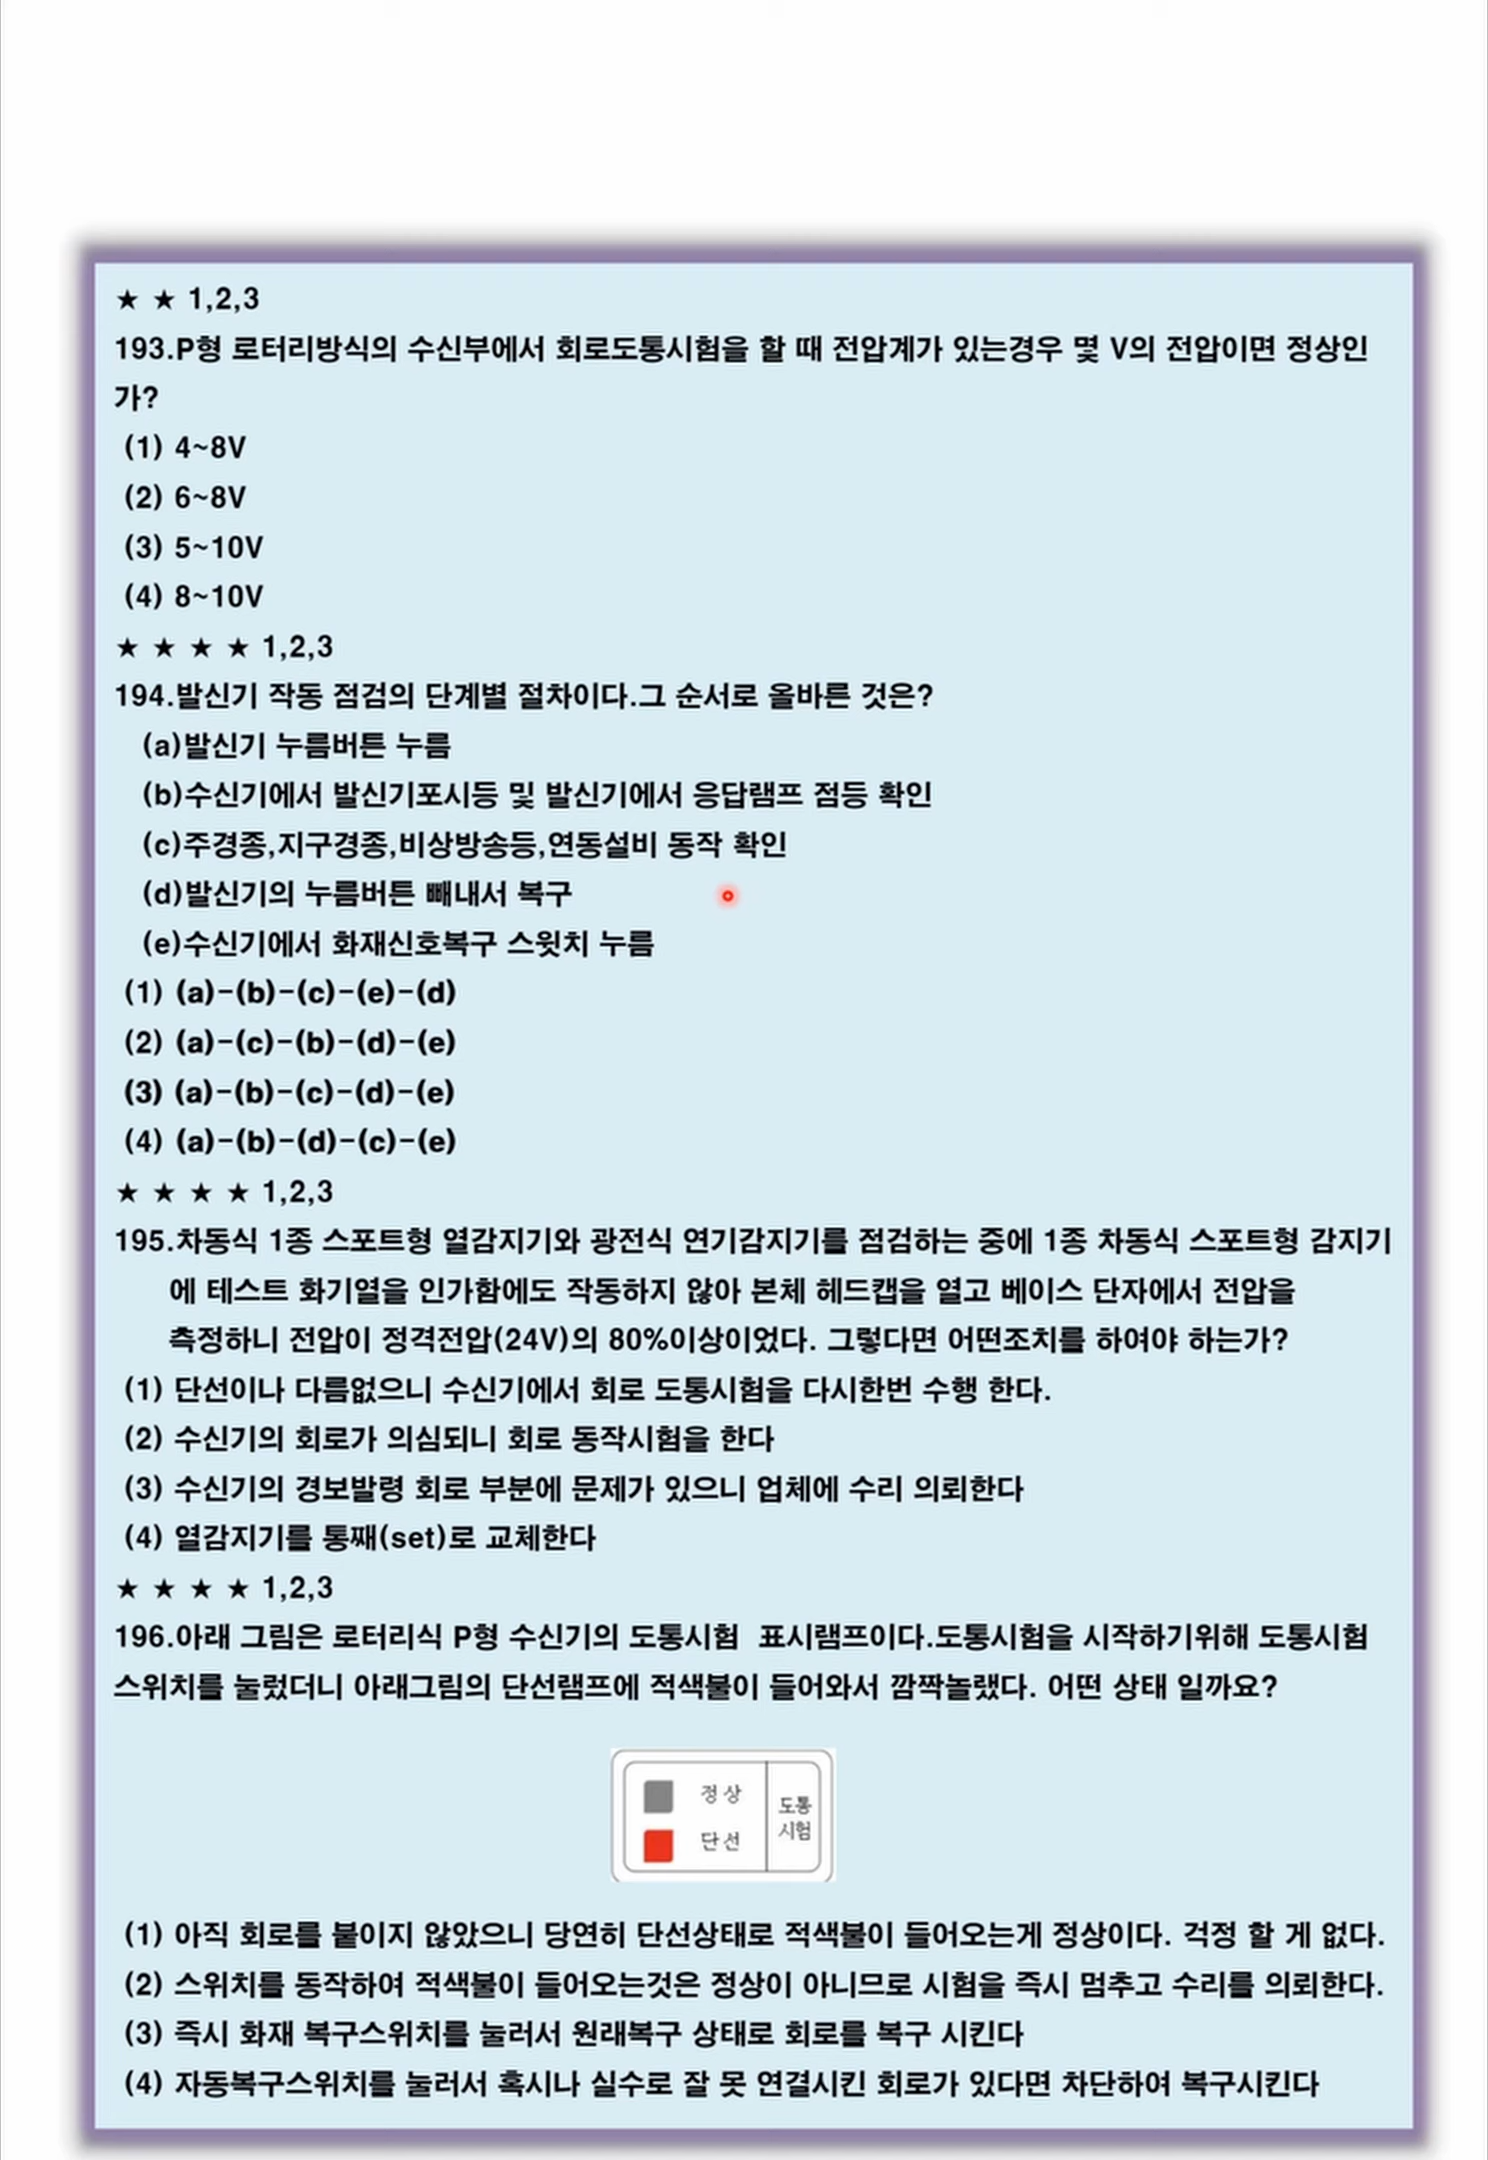 ★ ★ 1,2,3
193.P형 로터리방식의 수신부에서 회로도통시험을 할 때 전압계가 있는경우 몇 V의 전압이면 정상인
가?
(1) 4~8V
(2) 6~8V
(3) 5~10V
(4) 8~10V
★ ★ ★ ★ 1,2,3
194.발신기 작동 점검의 단계별 절차이다.그 순서로 올바른 것은?
(a)발신기 누름버튼 누름
(b)수신기에서 발신기포시등 및 발신기에서 응답램프 점등 확인
(c)주경종,지구경종,비상방송등,연동설비 동작 확인
(d)발신기의 누름버튼 빼내서 복구
(e)수신기에서 화재신호복구 스윗치 누름
(1) (a)-(b)-(c)-(e)-(d)
(2) (a)-(c)-(b)-(d)-(e)
(3) (a)-(b)-(c)-(d)-(e)
(4) (a)-(b)-(d)-(c)-(e)
★ ★ ★ ★ 1,2,3
195.차동식 1종 스포트형 열감지기와 광전식 연기감지기를 점검하는 중에 1종 차동식 스포트형 감지기
에 테스트 화기열을 인가함에도 작동하지 않아 본체 헤드캡을 열고 베이스 단자에서 전압을
측정하니 전압이 정격전압(24V)의 80%이상이었다. 그렇다면 어떤조치를 하여야 하는가?
(1) 단선이나 다름없으니 수신기에서 회로 도통시험을 다시한번 수행 한다.
(2) 수신기의 회로가 의심되니 회로 동작시험을 한다
(3) 수신기의 경보발령 회로 부분에 문제가 있으니 업체에 수리 의뢰한다
(4) 열감지기를 통째(set)로 교체한다
★ ★ ★ ★ 1,2,3
196.아래 그림은 로터리식 P형 수신기의 도통시험 표시램프이다.도통시험을 시작하기위해 도통시험
스위치를 눌렀더니 아래그림의 단선램프에 적색불이 들어와서 깜짝놀랬다. 어떤 상태 일까요?
정상
단선
도통
시험
(1) 아직 회로를 붙이지 않았으니 당연히 단선상태로 적색불이 들어오는게 정상이다. 걱정 할 게 없다.
(2) 스위치를 동작하여 적색불이 들어오는것은 정상이 아니므로 시험을 즉시 멈추고 수리를 의뢰한다.
(3) 즉시 화재 복구스위치를 눌러서 원래복구 상태로 회로를 복구 시킨다
(4) 자동복구스위치를 눌러서 혹시나 실수로 잘 못 연결시킨 회로가 있다면 차단하여 복구시킨다